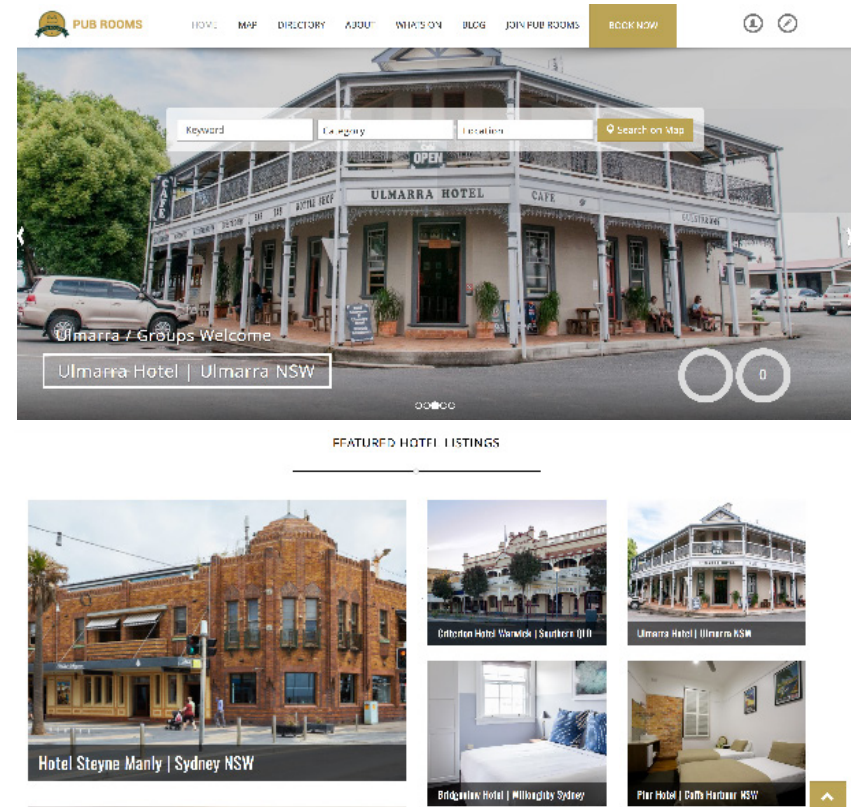 PUB ROOMS
HOME MAP DIRECTORY ABOUT WHAT'S ON BLOG JOIN PUB ROOMS BOOK NOW
Keyword Category Location Search on Map
OPEN
CAFE
BOTTLE SHOP ULMARRA HOTEL CAFE
Ulmarra / Groups Welcome
Ulmarra Hotel | Ulmarra NSW
0
FEATURED HOTEL LISTINGS
Criterion Hotel Warwick | Southern QLD
Ulmarra Hotel | Ulmarra NSW
Hotel Steyne Manly | Sydney NSW
Bridgeview Hotel | Willoughby Sydney
Pier Hotel | Coffs Harbour NSW